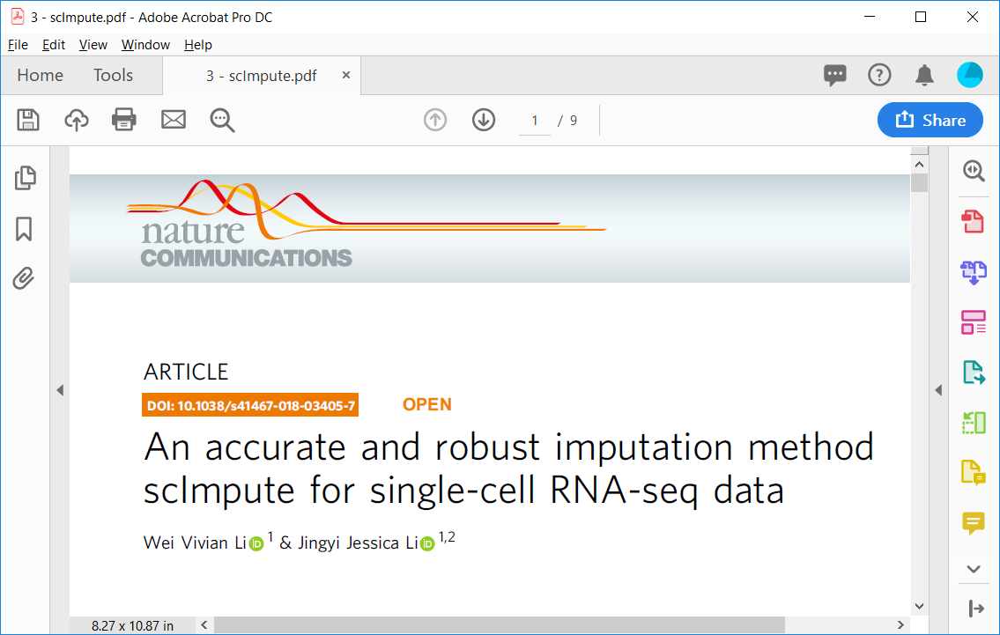 3 - scImpute.pdf - Adobe Acrobat Pro DC
File Edit View Window Help
Home Tools 3 - scImpute.pdf ×
1 / 9
Share
nature
COMMUNICATIONS
ARTICLE
DOI: 10.1038/s41467-018-03405-7 OPEN
An accurate and robust imputation method
scImpute for single-cell RNA-seq data
Wei Vivian Li iD 1 & Jingyi Jessica Li iD 1,2
8.27 x 10.87 in